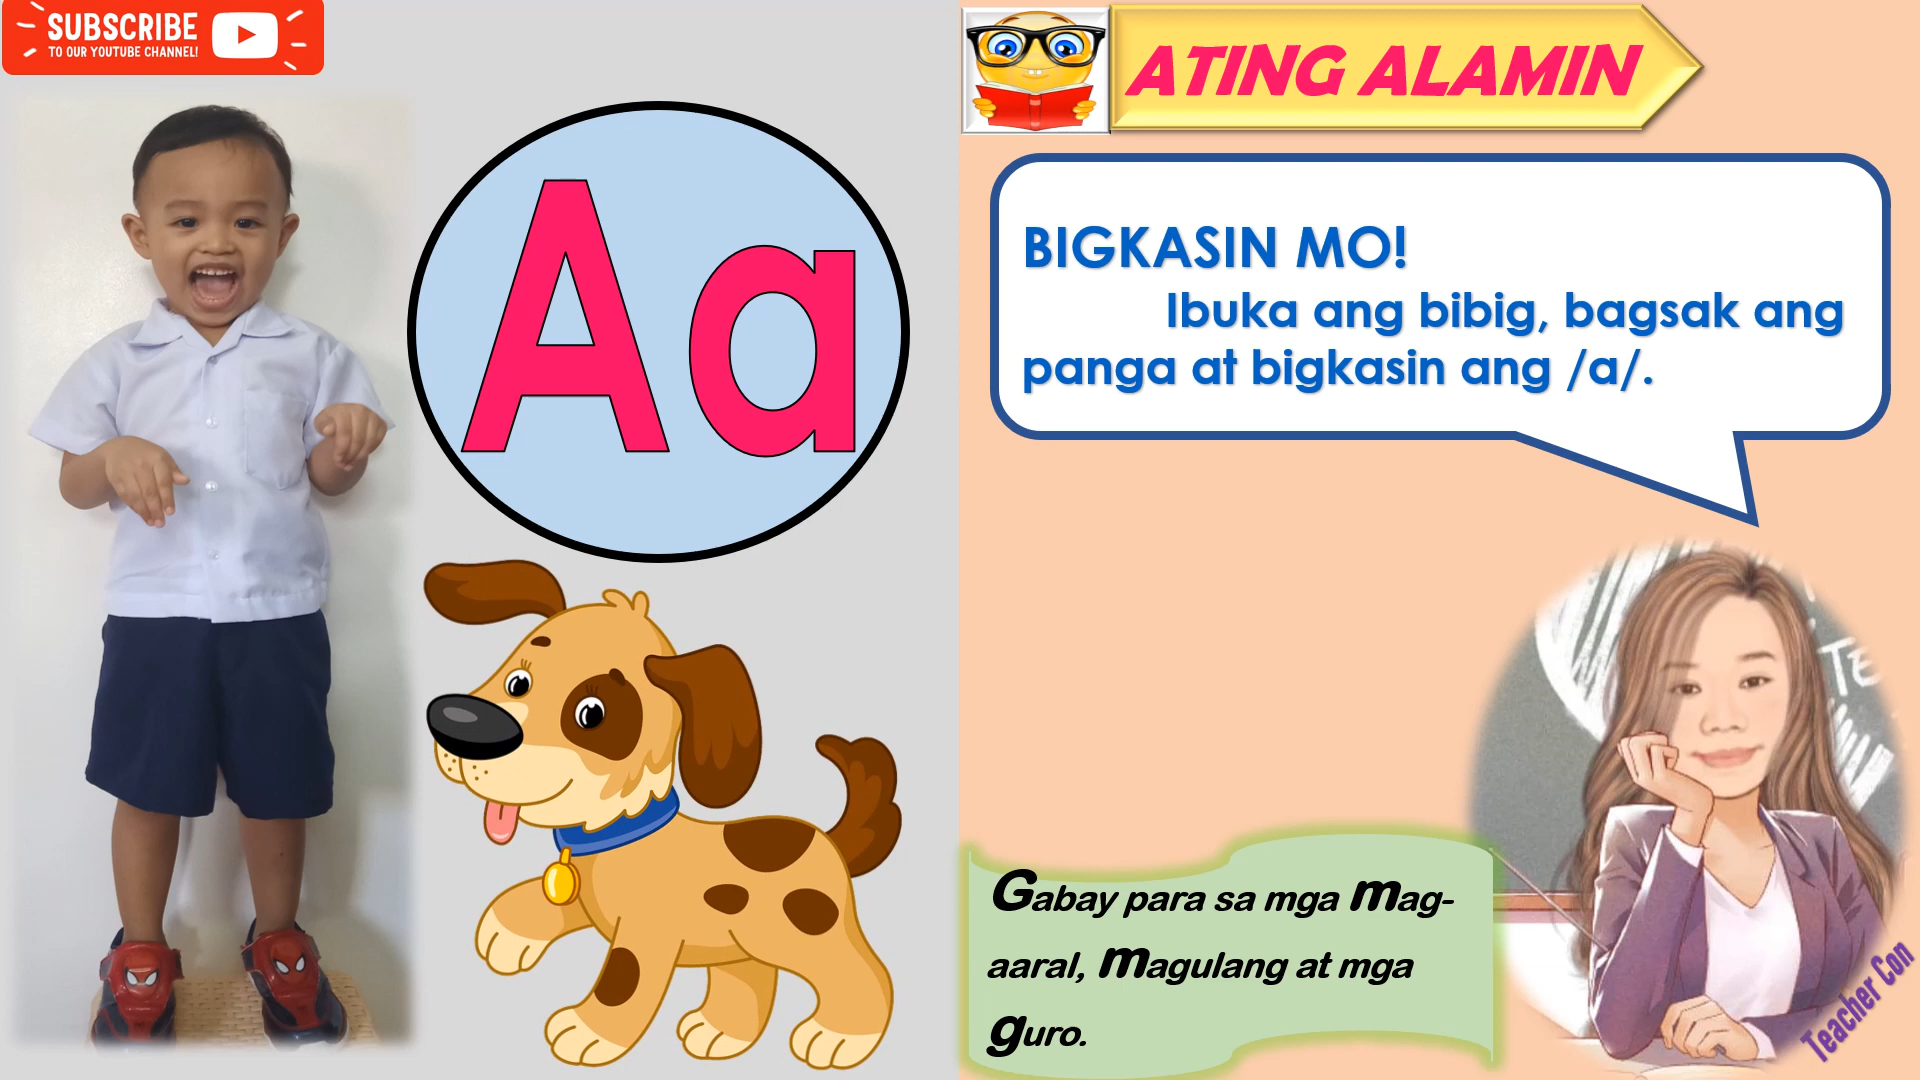 SUBSCRIBE
TO OUR YOUTUBE CHANNEL!
Aa
ATING ALAMIN
BIGKASIN MO!
Ibuka ang bibig, bagsak ang
panga at bigkasin ang /a/.
Gabay para sa mga mag-
aaral, magulang at mga
guro.
Teacher Con